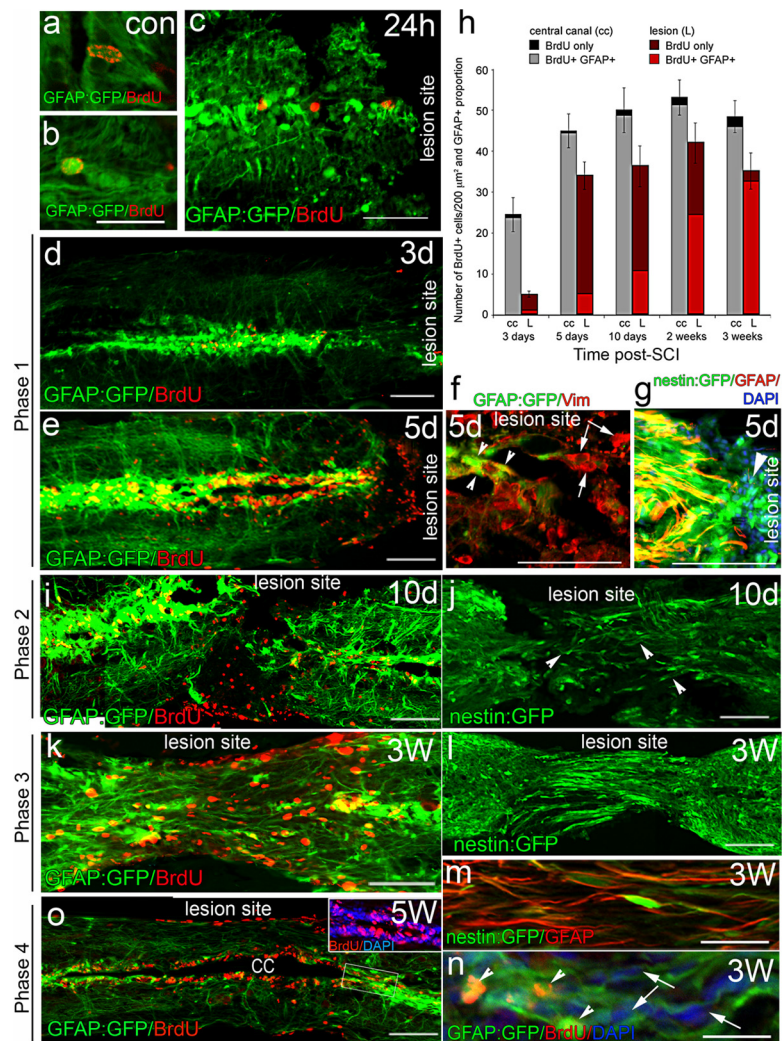 a
con
GFAP:GFP/BrdU
b
GFAP:GFP/BrdU
c
24h
lesion site
GFAP:GFP/BrdU
h
central canal (cc)
BrdU only
BrdU+ GFAP+
lesion (L)
BrdU only
BrdU+ GFAP+
Number of BrdU+ cells/200 µm² and GFAP+ proportion
60
50
40
30
20
10
0
cc L cc L cc L cc L cc L
3 days 5 days 10 days 2 weeks 3 weeks
Time post-SCI
Phase 1
d
3d
lesion site
GFAP:GFP/BrdU
e
5d
lesion site
GFAP:GFP/BrdU
f
GFAP:GFP/Vim
lesion site
5d
nestin:GFP/GFAP/
DAPI
g
5d
lesion site
Phase 2
i
lesion site
10d
GFAP:GFP/BrdU
j
lesion site
10d
nestin:GFP
Phase 3
k
lesion site
3W
GFAP:GFP/BrdU
l
lesion site
3W
nestin:GFP
m
3W
nestin:GFP/GFAP
n
3W
GFAP:GFP/BrdU/DAPI
Phase 4
o
lesion site
5W
BrdU/DAPI
CC
GFAP:GFP/BrdU